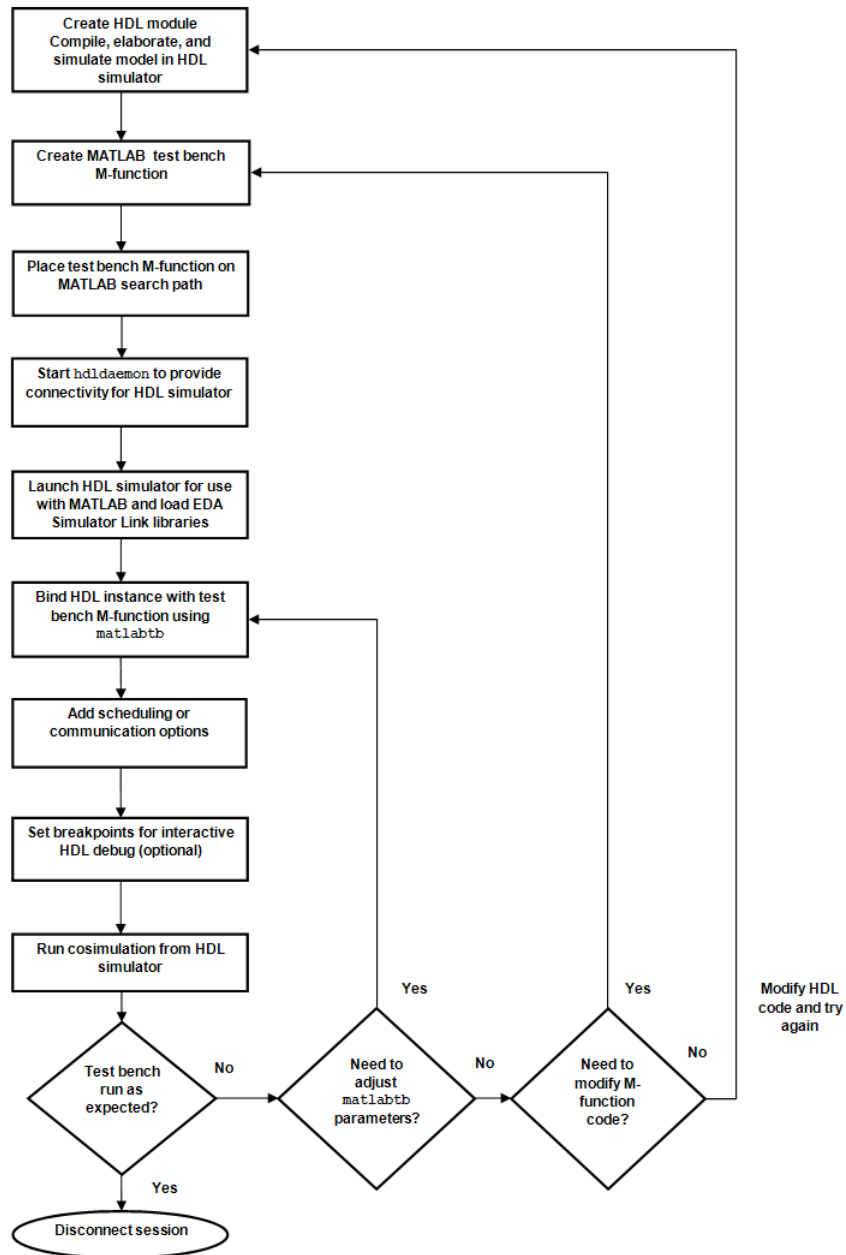 Create HDL module
Compile, elaborate, and
simulate model in HDL
simulator
Create MATLAB test bench
M-function
Place test bench M-function on
MATLAB search path
Start hdldaemon to provide
connectivity for HDL simulator
Launch HDL simulator for use
with MATLAB and load EDA
Simulator Link libraries
Bind HDL instance with test
bench M-function using
matlabtb
Add scheduling or
communication options
Set breakpoints for interactive
HDL debug (optional)
Run cosimulation from HDL
simulator
Test bench
run as
expected?
No
Yes
Need to
adjust
matlabtb
parameters?
Yes
No
Need to
modify M-
function
code?
Yes
No
Modify HDL
code and try
again
Disconnect session